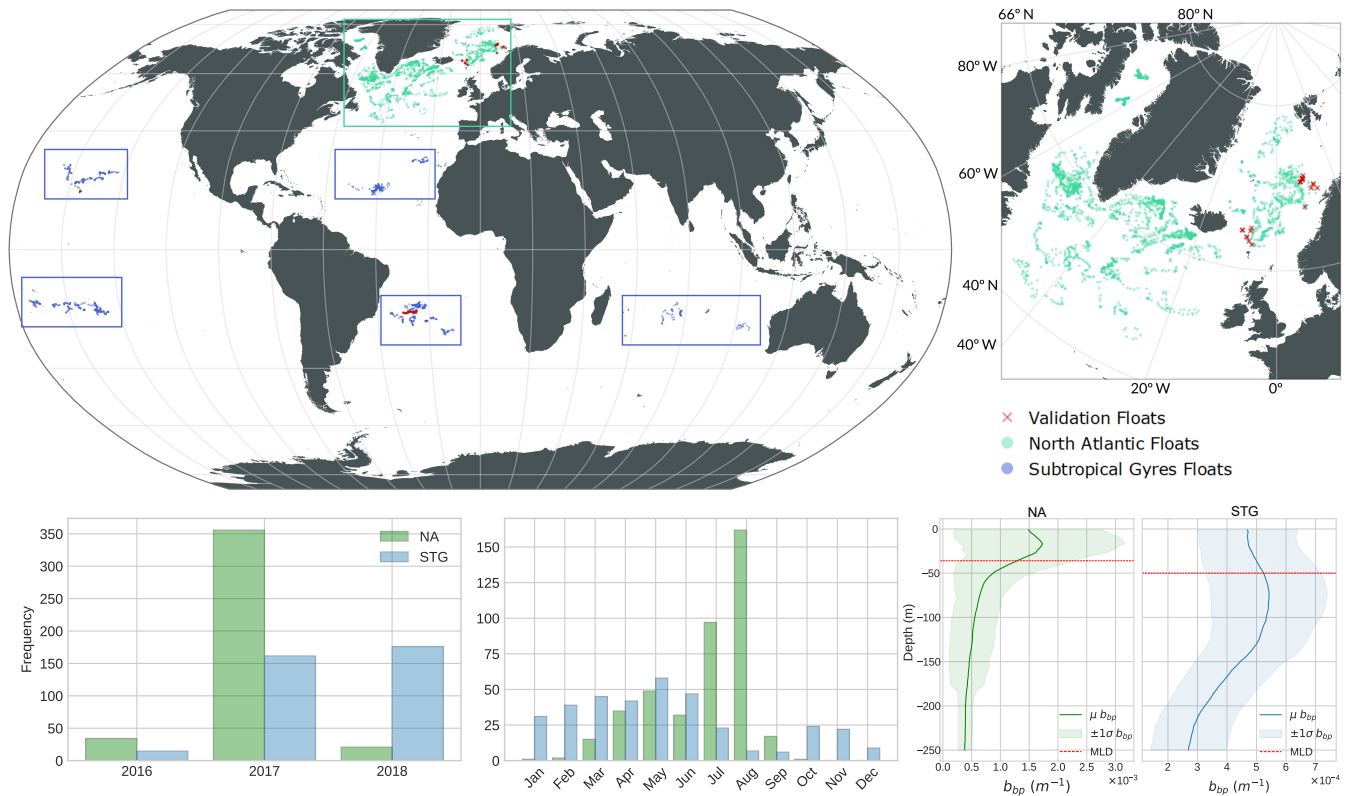 66°N 80°N
80°W
60°W
40°N
40°W
20°W 0°
Validation Floats
North Atlantic Floats
Subtropical Gyres Floats
Frequency
350
300
250
200
150
100
50
0
2016 2017 2018
NA
STG
150
125
100
75
50
25
0
Jan Feb Mar Apr May Jun Jul Aug Sep Oct Nov Dec
NA
Depth (m)
0
−50
−100
−150
−200
−250
μ b_bp
±1σ b_bp
MLD
0.0 0.5 1.0 1.5 2.0 2.5 3.0
×10⁻³
b_bp (m⁻¹)
STG
μ b_bp
±1σ b_bp
MLD
2 3 4 5 6 7
×10⁻⁴
b_bp (m⁻¹)